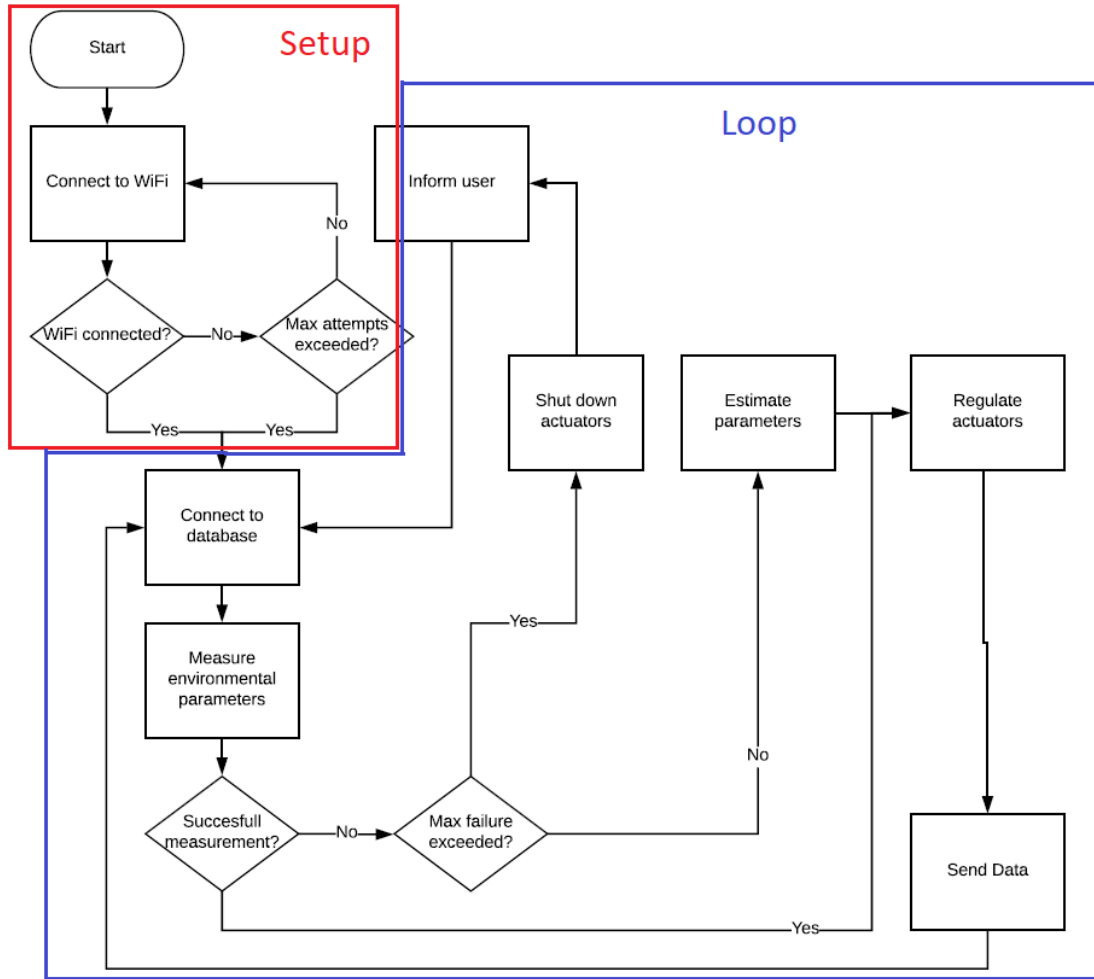 Start
Setup
Loop
Connect to WiFi
Inform user
No
WiFi connected?
No
Max attempts
exceeded?
Yes
Yes
Shut down
actuators
Estimate
parameters
Regulate
actuators
Connect to
database
Yes
Measure
environmental
parameters
No
Succesfull
measurement?
No
Max failure
exceeded?
Send Data
Yes